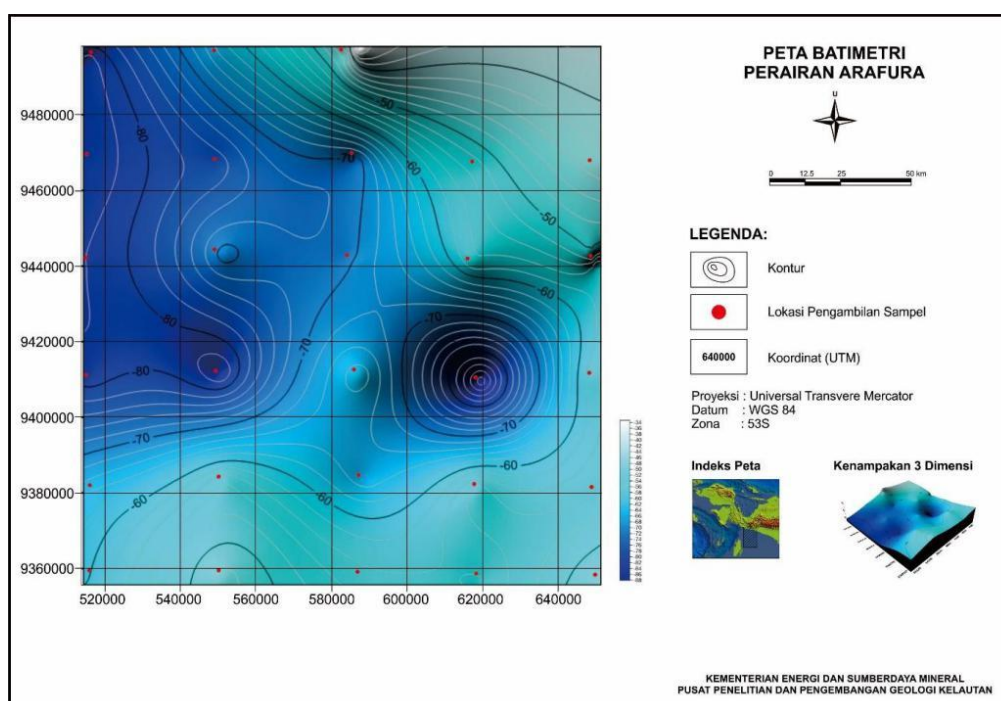 PETA BATIMETRI
PERAIRAN ARAFURA
U
0 12.5 25 50 km
LEGENDA:
Kontur
Lokasi Pengambilan Sampel
640000 Koordinat (UTM)
Proyeksi : Universal Transvere Mercator
Datum : WGS 84
Zona : 53S
Indeks Peta Kenampakan 3 Dimensi
9480000
9460000
9440000
9420000
9400000
9380000
9360000
520000 540000 560000 580000 600000 620000 640000
-50
-80
-70
-60
-50
-60
-80
-70
-70
-80
-70
-70
-60
-60
-60
KEMENTERIAN ENERGI DAN SUMBERDAYA MINERAL
PUSAT PENELITIAN DAN PENGEMBANGAN GEOLOGI KELAUTAN